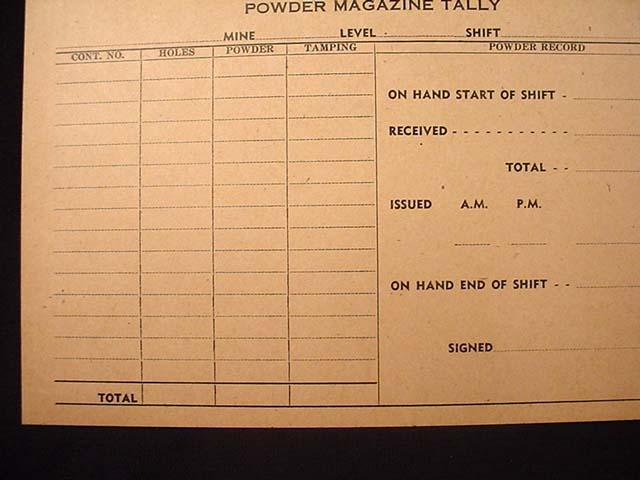 POWDER MAGAZINE TALLY
MINE LEVEL SHIFT
CONT. NO. HOLES POWDER TAMPING POWDER RECORD
ON HAND START OF SHIFT - 
RECEIVED - - - - - - - - - - -
TOTAL - -
ISSUED A.M. P.M.
ON HAND END OF SHIFT - -
SIGNED
TOTAL